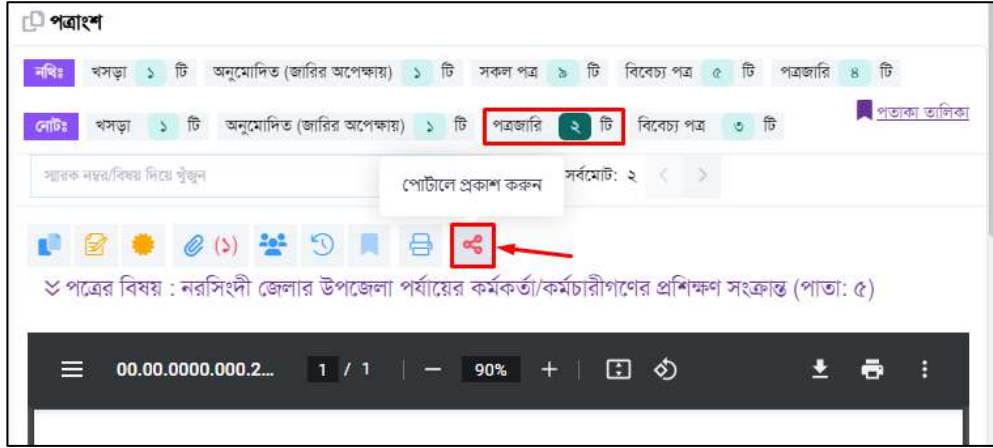 পত্রাংশ
নথিঃ খসড়া ১ টি অনুমোদিত (জারির অপেক্ষায়) ১ টি সকল পত্র ৯ টি বিবেচ্য পত্র ৫ টি পত্রজারি ৪ টি
পতাকা তালিকা
নোটঃ খসড়া ১ টি অনুমোদিত (জারির অপেক্ষায়) ১ টি পত্রজারি ২ টি বিবেচ্য পত্র ৩ টি
স্মারক নম্বর/বিষয় দিয়ে খুঁজুন
সর্বমোট: ২
পোর্টালে প্রকাশ করুন
(১)
পত্রের বিষয় : নরসিংদী জেলার উপজেলা পর্যায়ের কর্মকর্তা/কর্মচারীগণের প্রশিক্ষণ সংক্রান্ত (পাতা: ৫)
00.00.0000.000.2... 1 / 1 90%